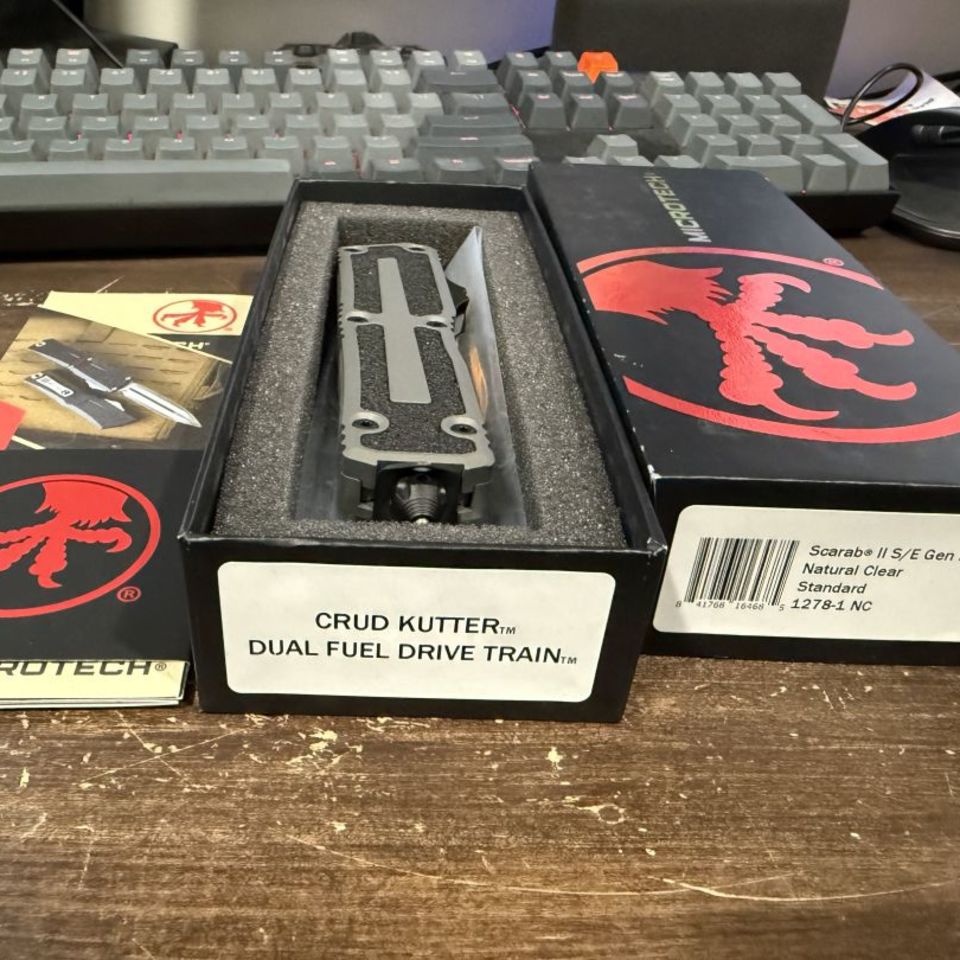 MICROTECH®
CRUD KUTTER™
DUAL FUEL DRIVE TRAIN™
Scarab® II S/E Gen
Natural Clear
Standard
1278-1 NC
8 41768 16468 5
TECH
®
ROTECH®